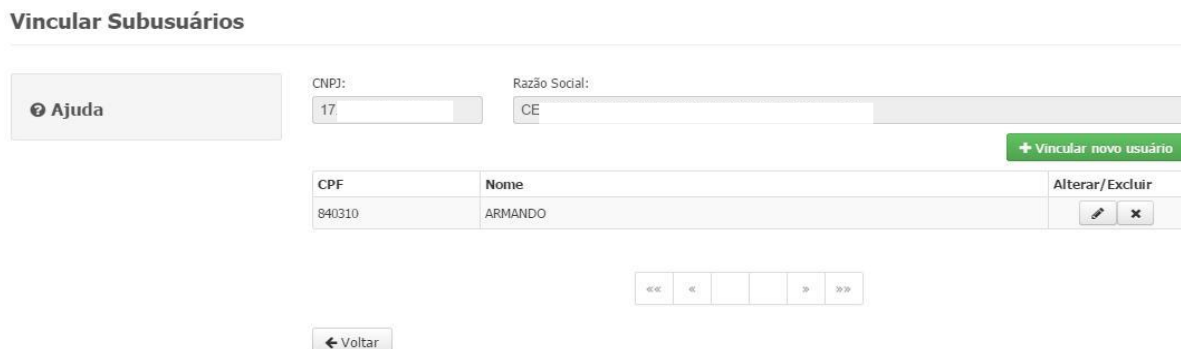 Vincular Subusuários
Ajuda
CNPJ: Razão Social:
17. CE
+ Vincular novo usuário
CPF Nome Alterar/Excluir
840310 ARMANDO
«« « » »»
Voltar